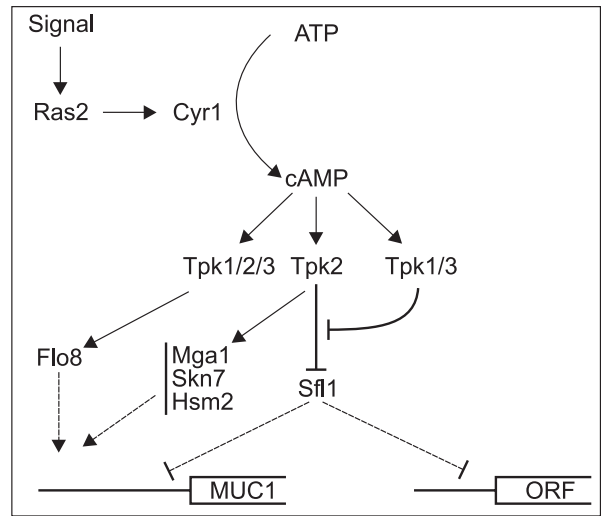 Signal
ATP
Ras2
Cyr1
cAMP
Tpk1/2/3
Tpk2
Tpk1/3
Flo8
Mga1
Skn7
Hsm2
Sfl1
MUC1
ORF